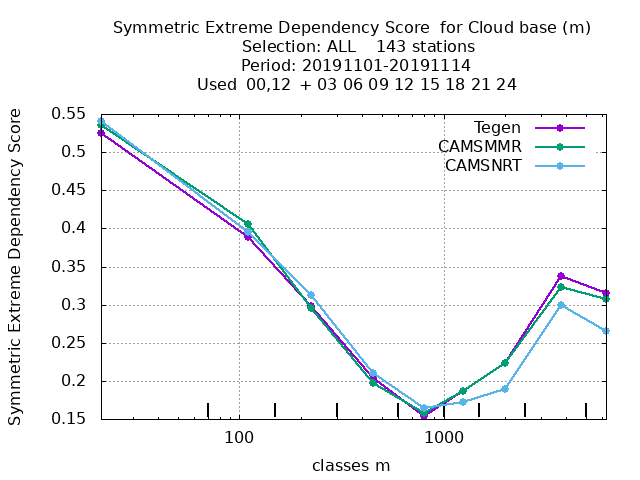 Symmetric Extreme Dependency Score  for Cloud base (m)
Selection: ALL    143 stations
Period: 20191101-20191114
Used  00,12  + 03 06 09 12 15 18 21 24
Symmetric Extreme Dependency Score
0.55
0.5
0.45
0.4
0.35
0.3
0.25
0.2
0.15
Tegen
CAMSMMR
CAMSNRT
100
1000
classes m